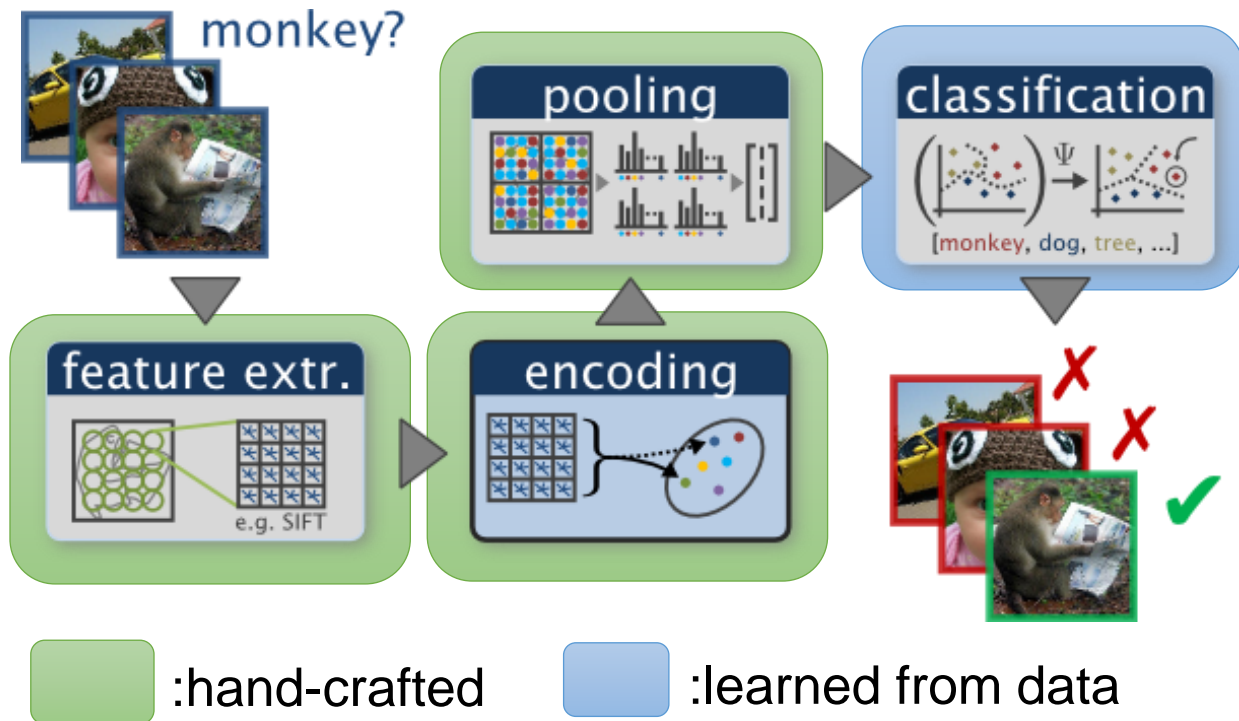 monkey?
feature extr.
e.g. SIFT
encoding
pooling
classification
Ψ
[monkey, dog, tree, ...]
:hand-crafted
:learned from data